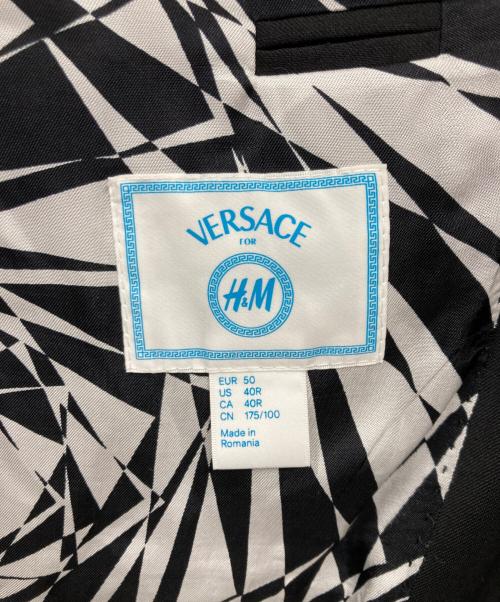 VERSACE
FOR
H&M
EUR 50
US 40R
CA 40R
CN 175/100
Made in
Romania